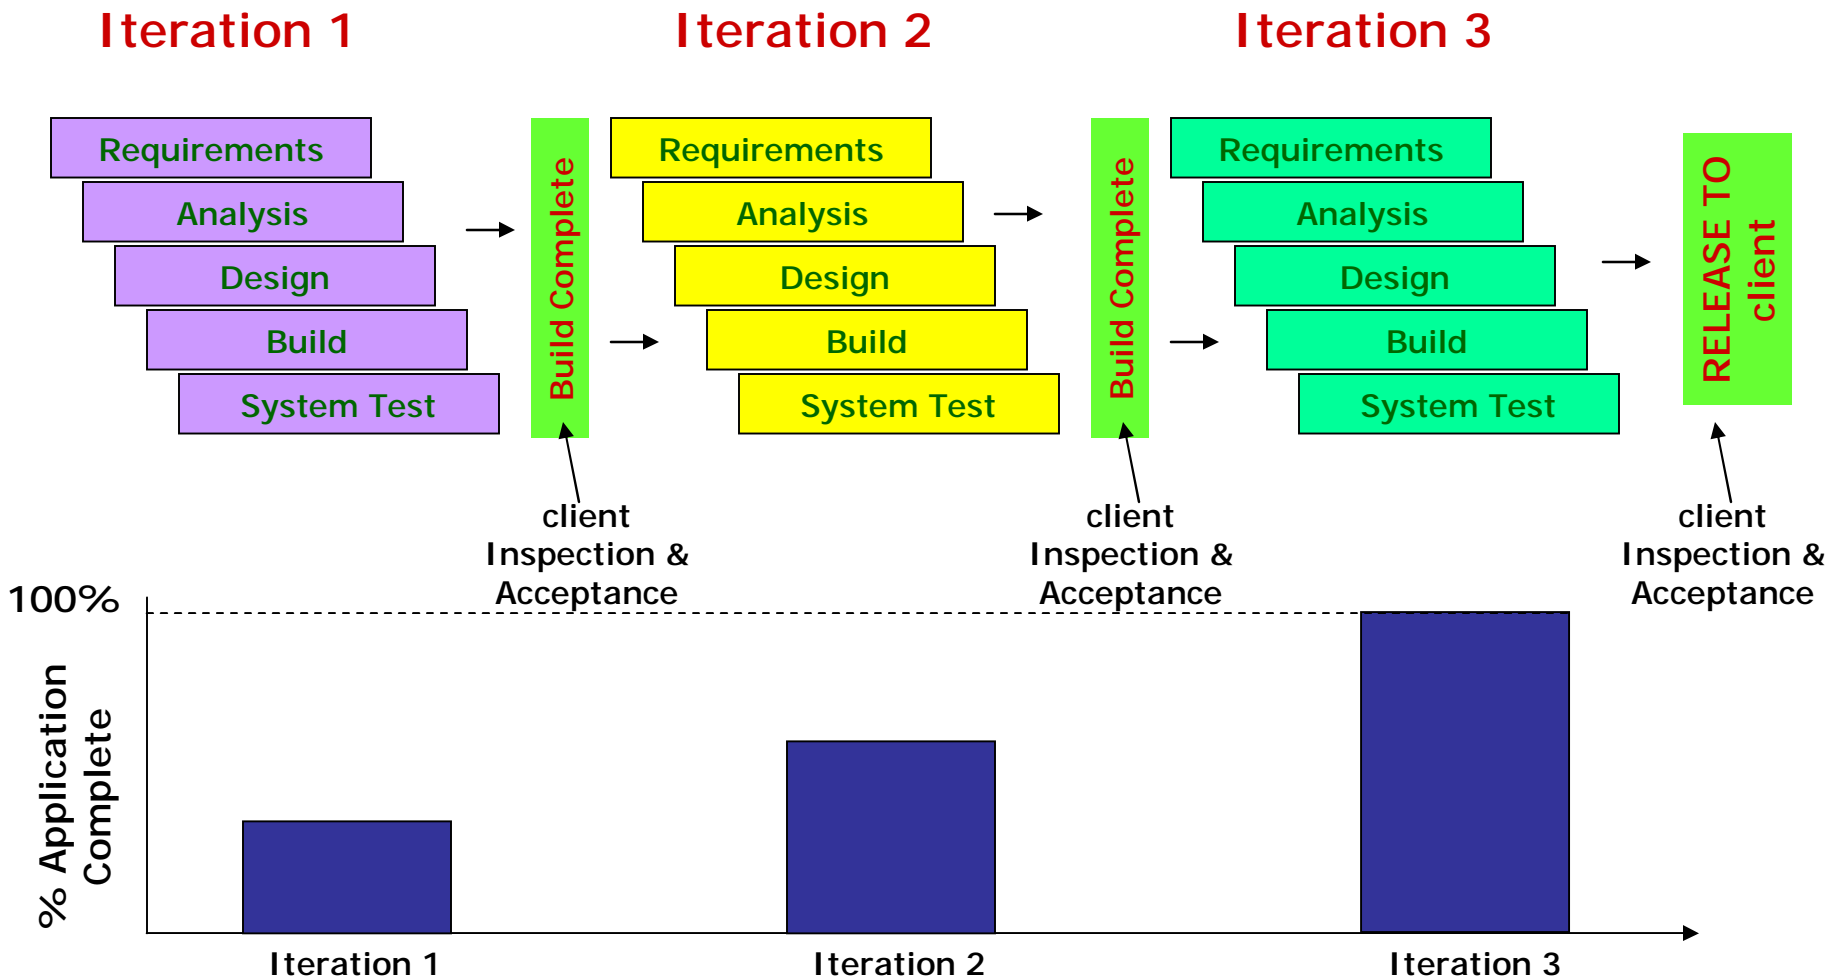 Iteration 1
Iteration 2
Iteration 3
Requirements
Analysis
Design
Build
System Test
Build Complete
Requirements
Analysis
Design
Build
System Test
Build Complete
Requirements
Analysis
Design
Build
System Test
RELEASE TO
client
client
Inspection &
Acceptance
client
Inspection &
Acceptance
client
Inspection &
Acceptance
100%
% Application
Complete
Iteration 1
Iteration 2
Iteration 3